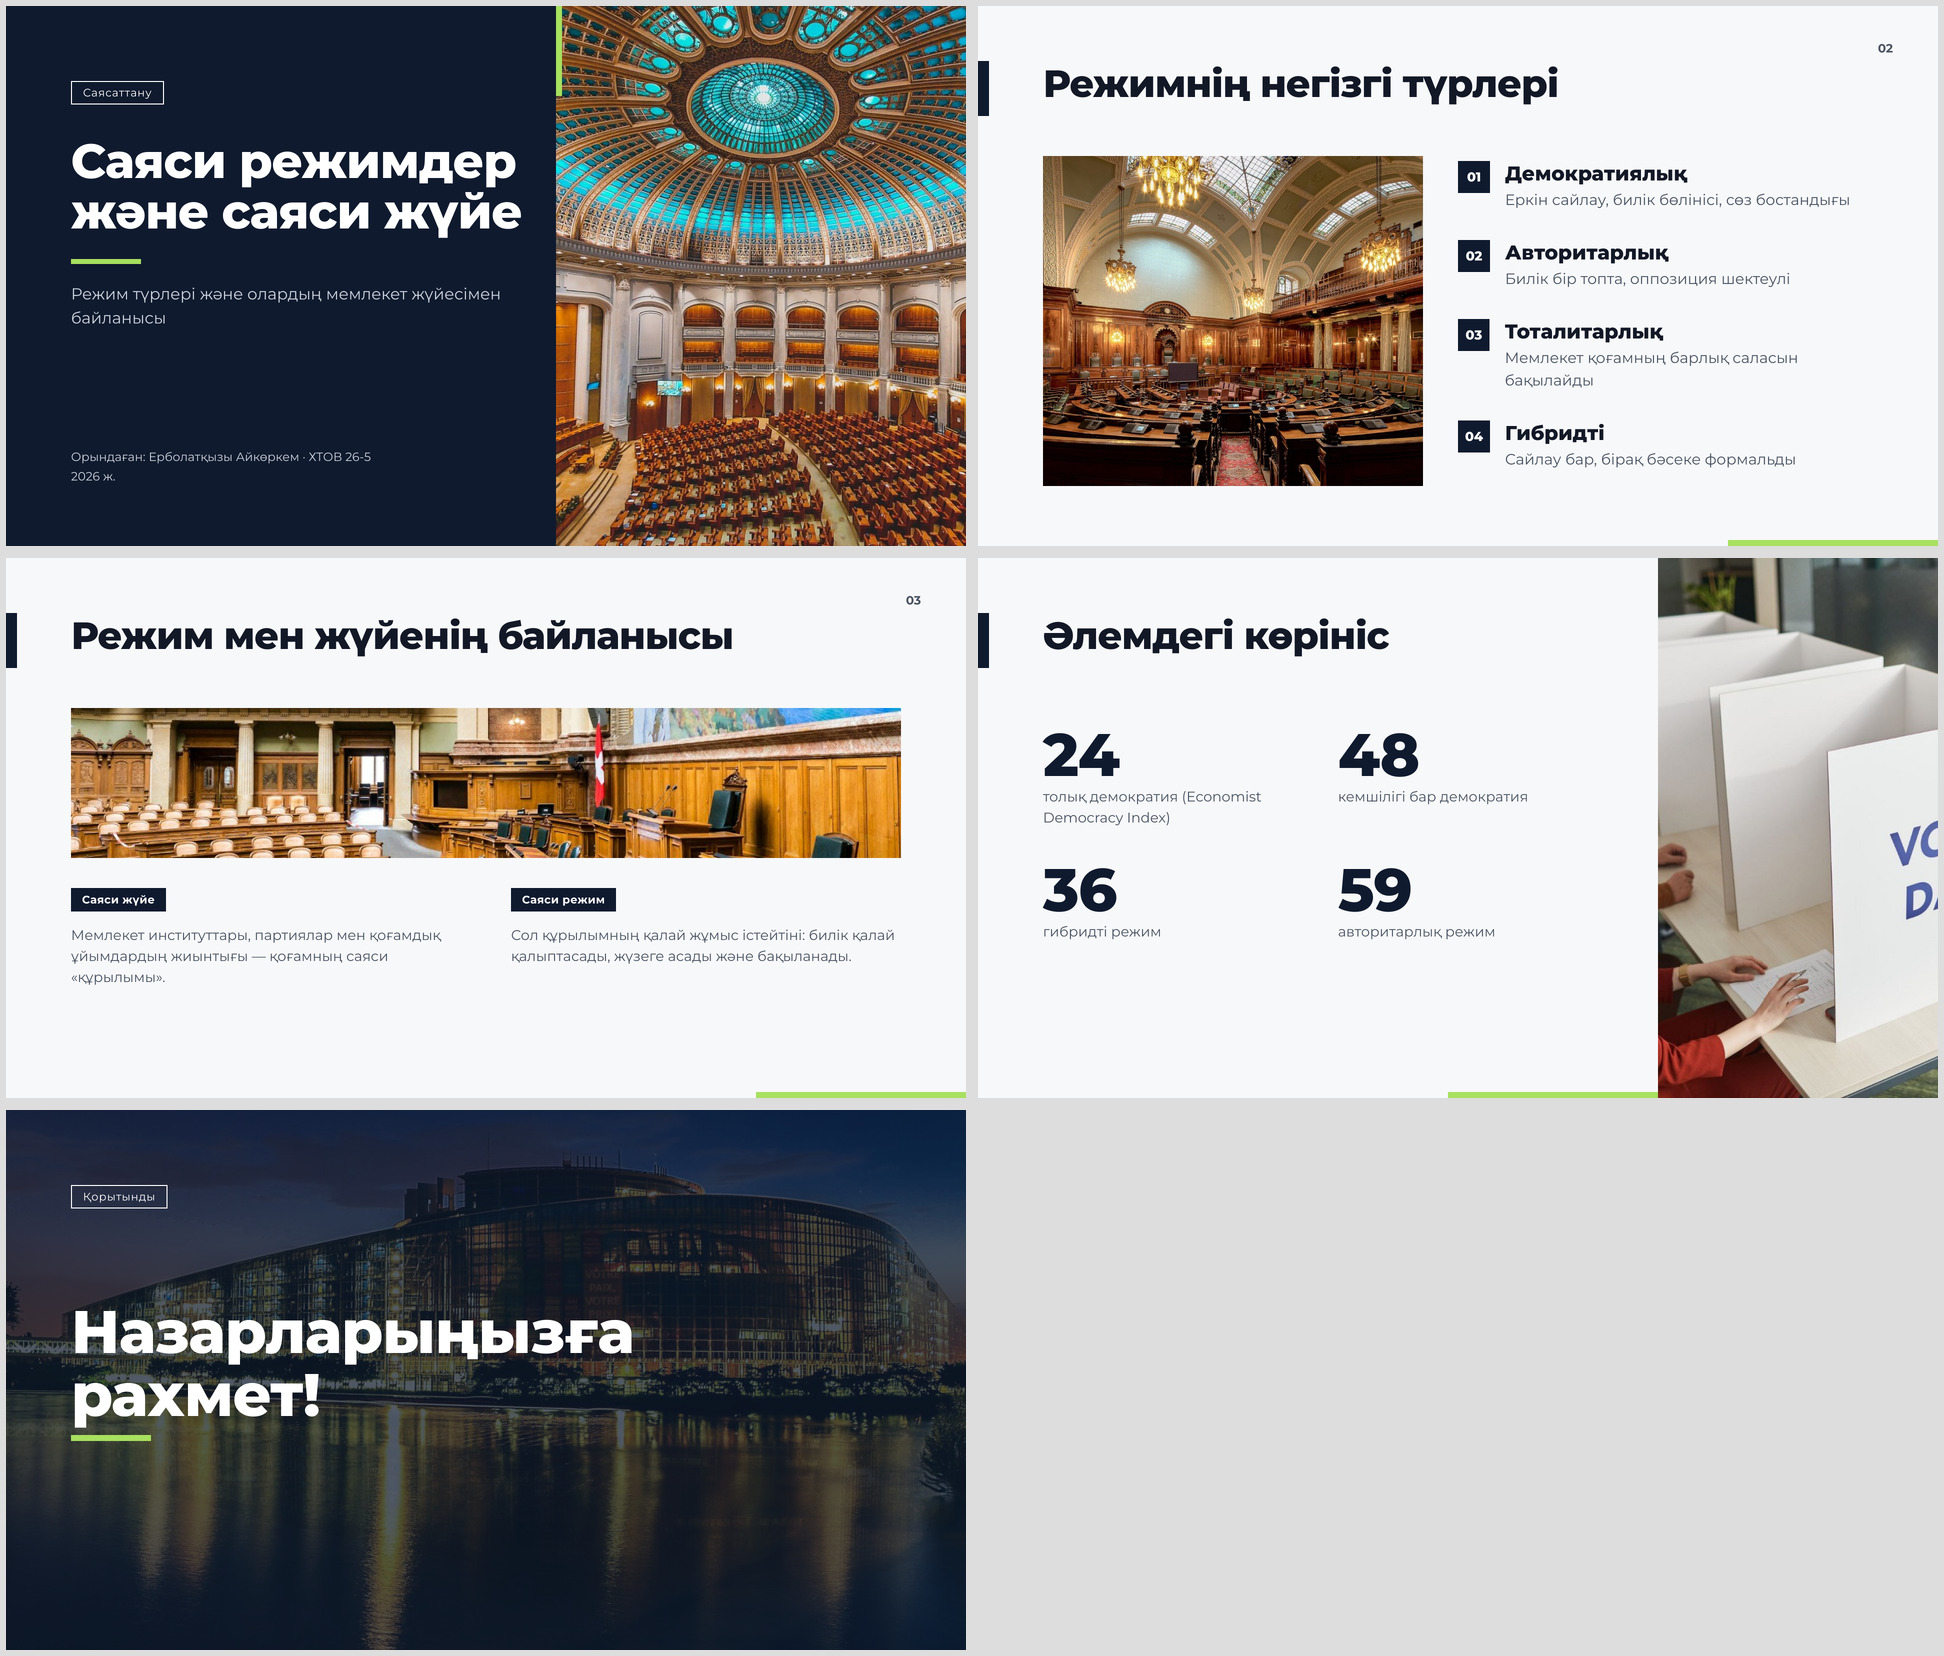 Саясаттану
Саяси режимдер
және саяси жүйе
Режим түрлері және олардың мемлекет жүйесімен
байланысы
Орындаған: Ерболатқызы Айкөркем · ХТОВ 26-5
2026 ж.
02
Режимнің негізгі түрлері
01
Демократиялық
Еркін сайлау, билік бөлінісі, сөз бостандығы
02
Авторитарлық
Билік бір топта, оппозиция шектеулі
03
Тоталитарлық
Мемлекет қоғамның барлық саласын
бақылайды
04
Гибридті
Сайлау бар, бірақ бәсеке формальды
03
Режим мен жүйенің байланысы
Саяси жүйе
Мемлекет институттары, партиялар мен қоғамдық
ұйымдардың жиынтығы — қоғамның саяси
«құрылымы».
Саяси режим
Сол құрылымның қалай жұмыс істейтіні: билік қалай
қалыптасады, жүзеге асады және бақыланады.
Әлемдегі көрініс
24
толық демократия (Economist
Democracy Index)
48
кемшілігі бар демократия
36
гибридті режим
59
авторитарлық режим
VO
DA
Қорытынды
Назарларыңызға
рахмет!